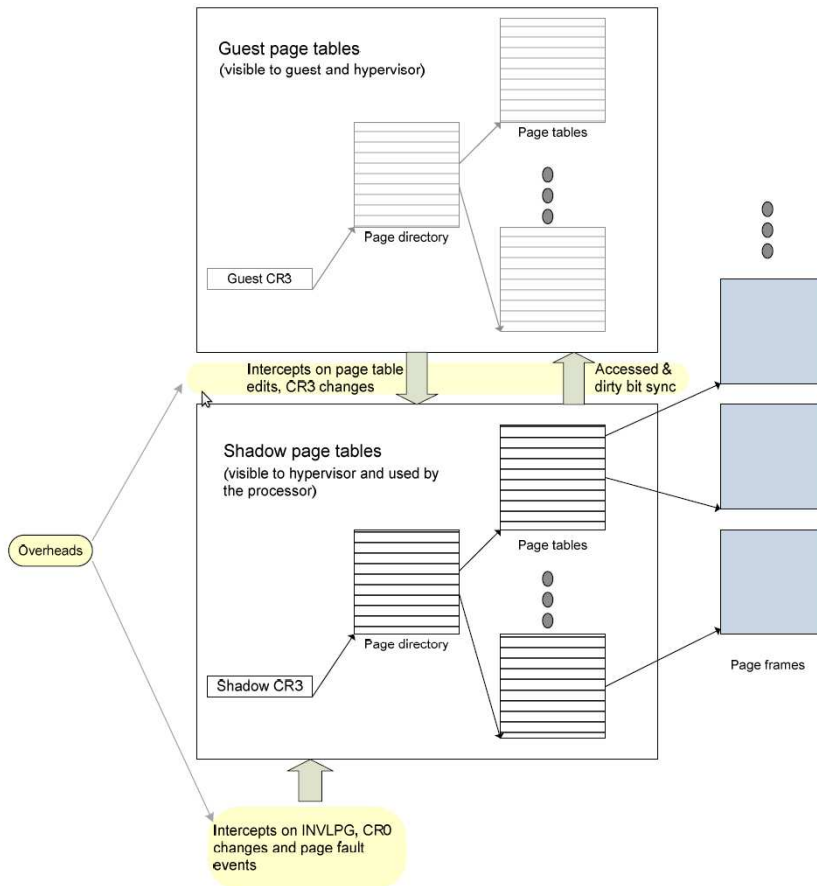 Guest page tables
(visible to guest and hypervisor)
Page tables
Page directory
Guest CR3
Intercepts on page table
edits, CR3 changes
Accessed &
dirty bit sync
Shadow page tables
(visible to hypervisor and used by
the processor)
Overheads
Page tables
Page directory
Shadow CR3
Page frames
Intercepts on INVLPG, CR0
changes and page fault
events